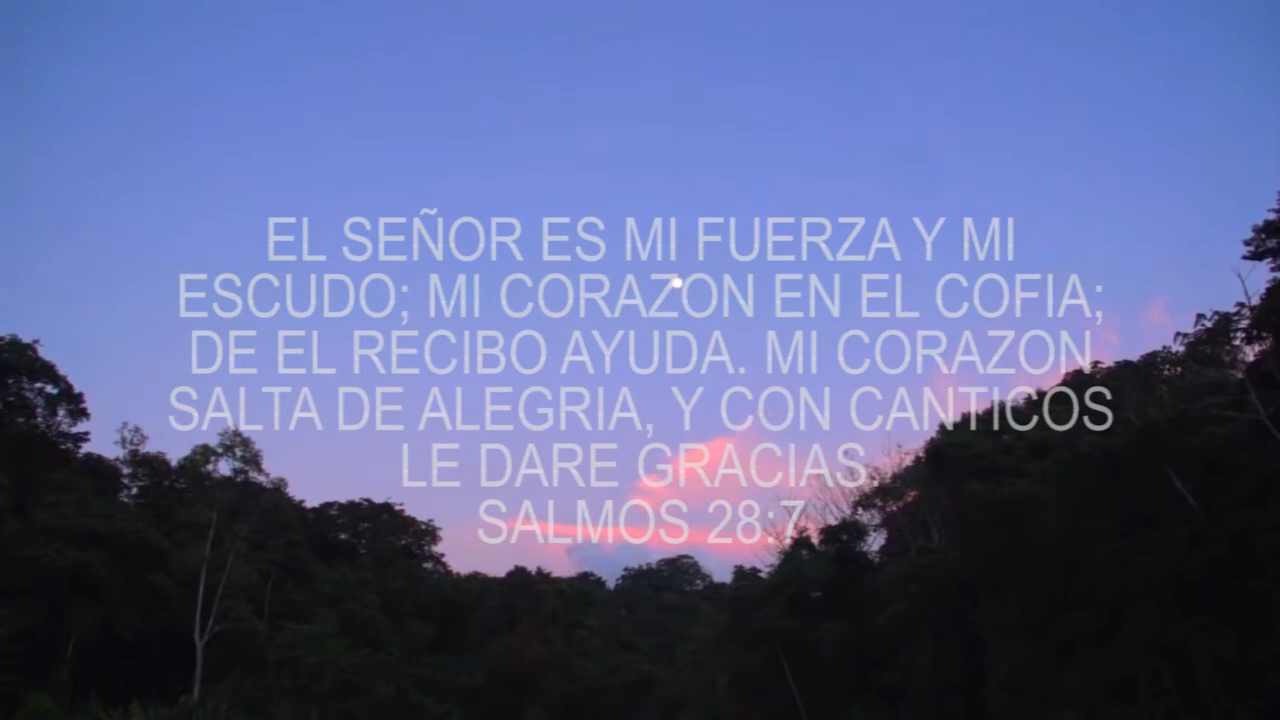 EL SEÑOR ES MI FUERZA Y MI
ESCUDO; MI CORAZON EN EL COFIA;
DE EL RECIBO AYUDA. MI CORAZON
SALTA DE ALEGRIA, Y CON CANTICOS
LE DARE GRACIAS.
SALMOS 28:7